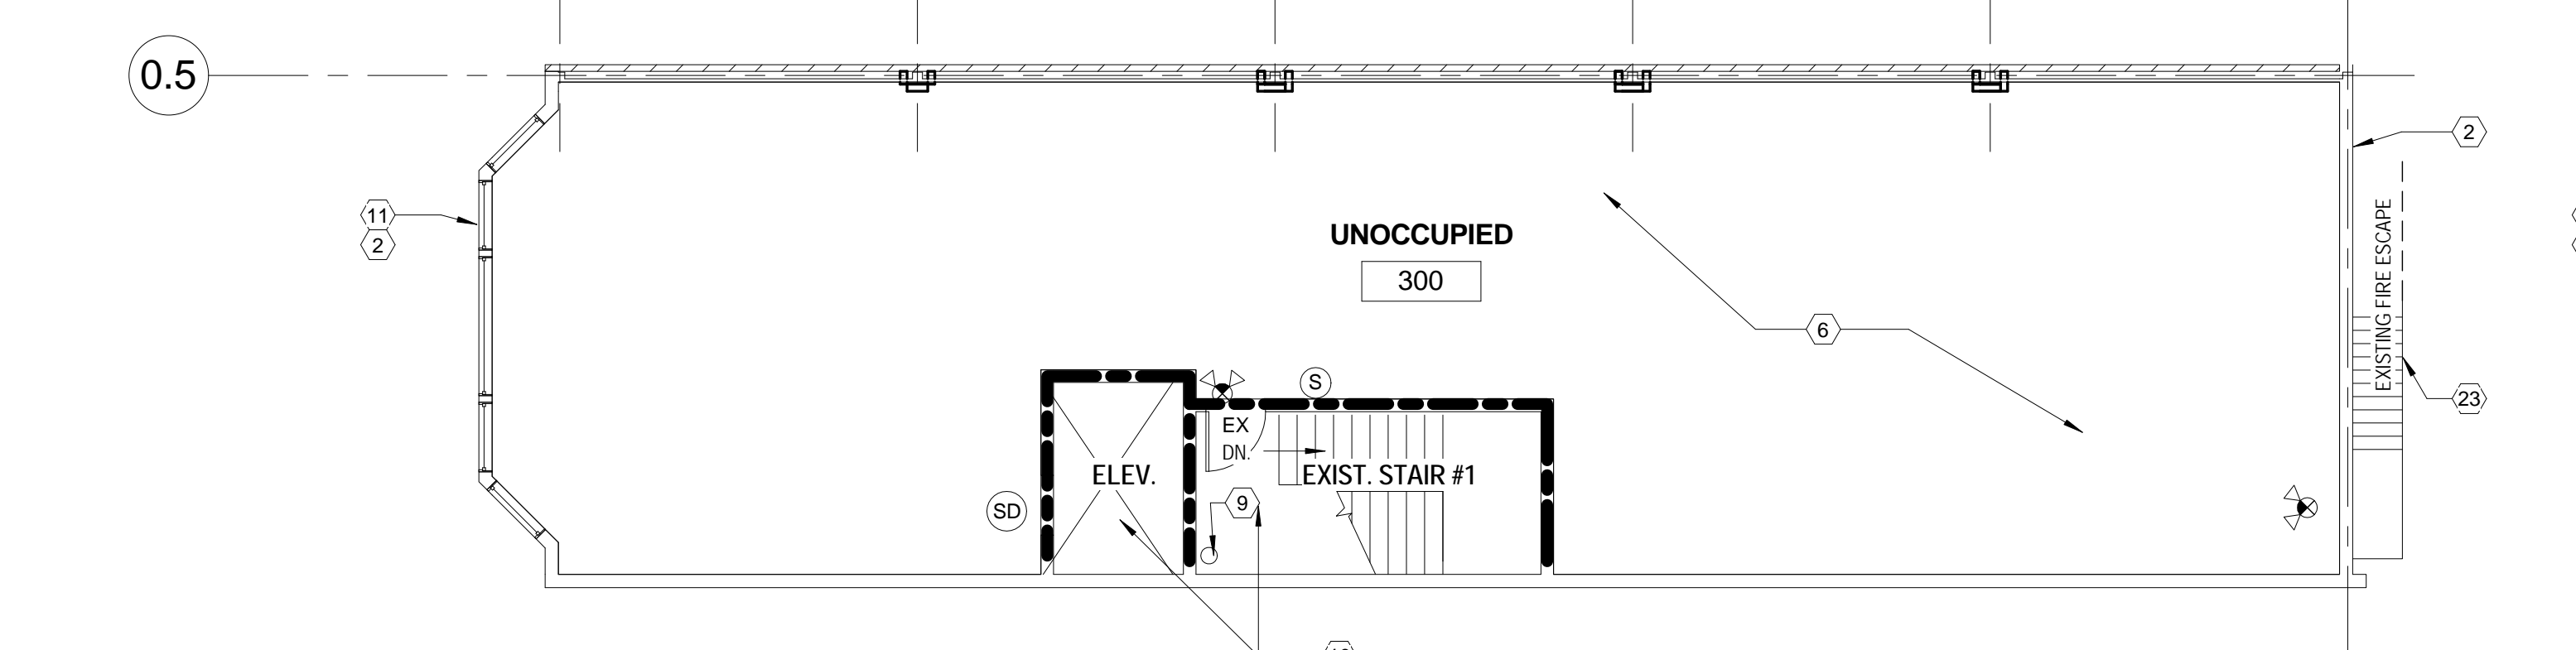 0.5
2
11
2
UNOCCUPIED
300
6
EXISTING FIRE ESCAPE
23
S
EX
DN.
ELEV.
EXIST. STAIR #1
9
SD